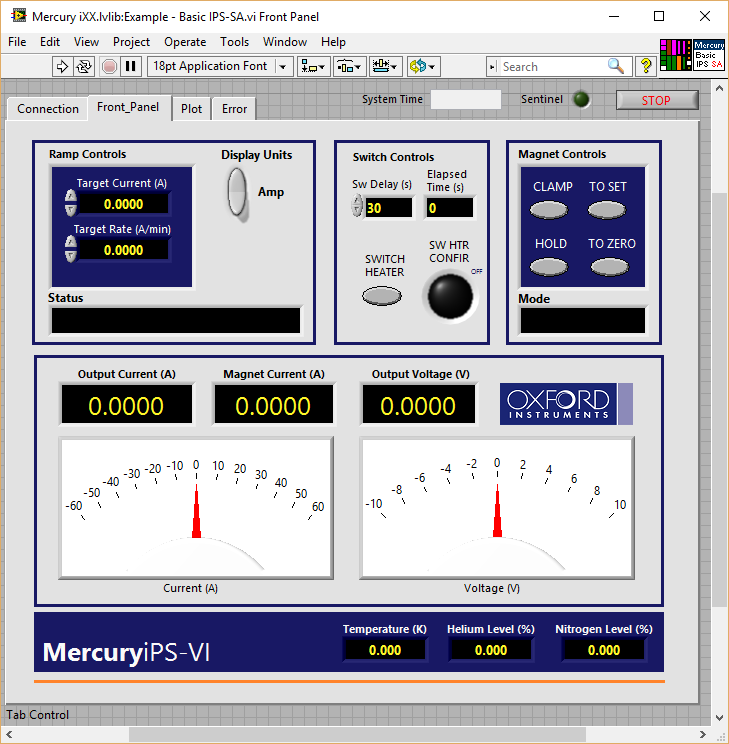 Mercury iXX.lvlib:Example - Basic IPS-SA.vi Front Panel
File Edit View Project Operate Tools Window Help
18pt Application Font
Search
?
Mercury
Basic
IPS SA
Connection Front_Panel Plot Error
System Time
Sentinel
STOP
Ramp Controls
Target Current (A)
0.0000
Target Rate (A/min)
0.0000
Display Units
Amp
Status
Switch Controls
Sw Delay (s)
30
Elapsed
Time (s)
0
SWITCH
HEATER
SW HTR
CONFIR
OFF
Magnet Controls
CLAMP TO SET
HOLD TO ZERO
Mode
Output Current (A) Magnet Current (A) Output Voltage (V)
0.0000 0.0000 0.0000
OXFORD
INSTRUMENTS
-60 -50 -40 -30 -20 -10 0 10 20 30 40 50 60
Current (A)
-10 -8 -6 -4 -2 0 2 4 6 8 10
Voltage (V)
MercuryiPS-VI
Temperature (K) Helium Level (%) Nitrogen Level (%)
0.000 0.000 0.000
Tab Control